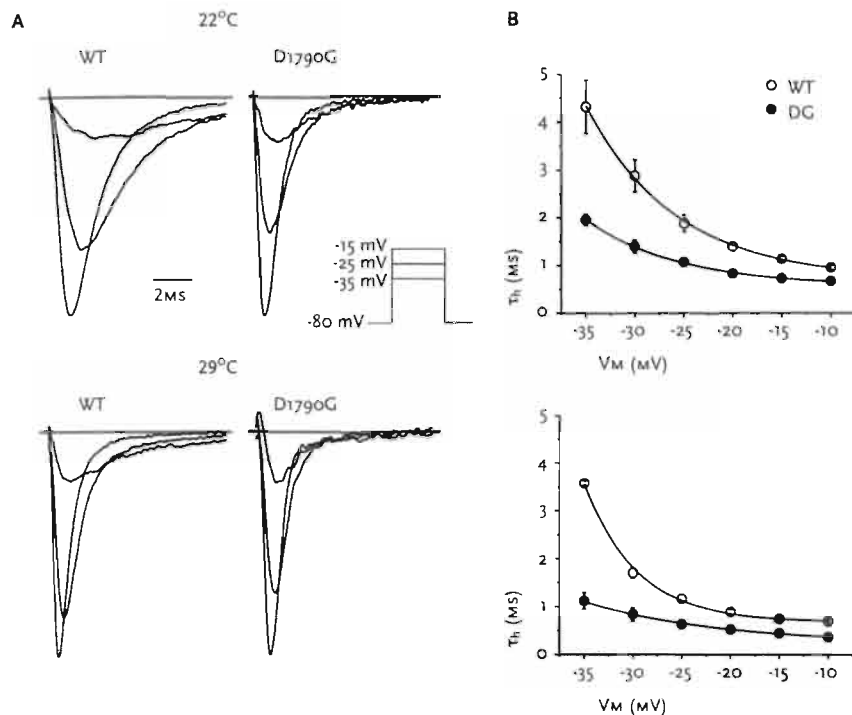 A
22°C
WT
D1790G
2MS
-15 mV
-25 mV
-35 mV
-80 mV
29°C
WT
D1790G
B
5
4
3
2
1
0
WT
DG
τh (MS)
-35 -30 -25 -20 -15 -10
VM (MV)
5
4
3
2
1
0
τh (MS)
-35 -30 -25 -20 -15 -10
VM (MV)